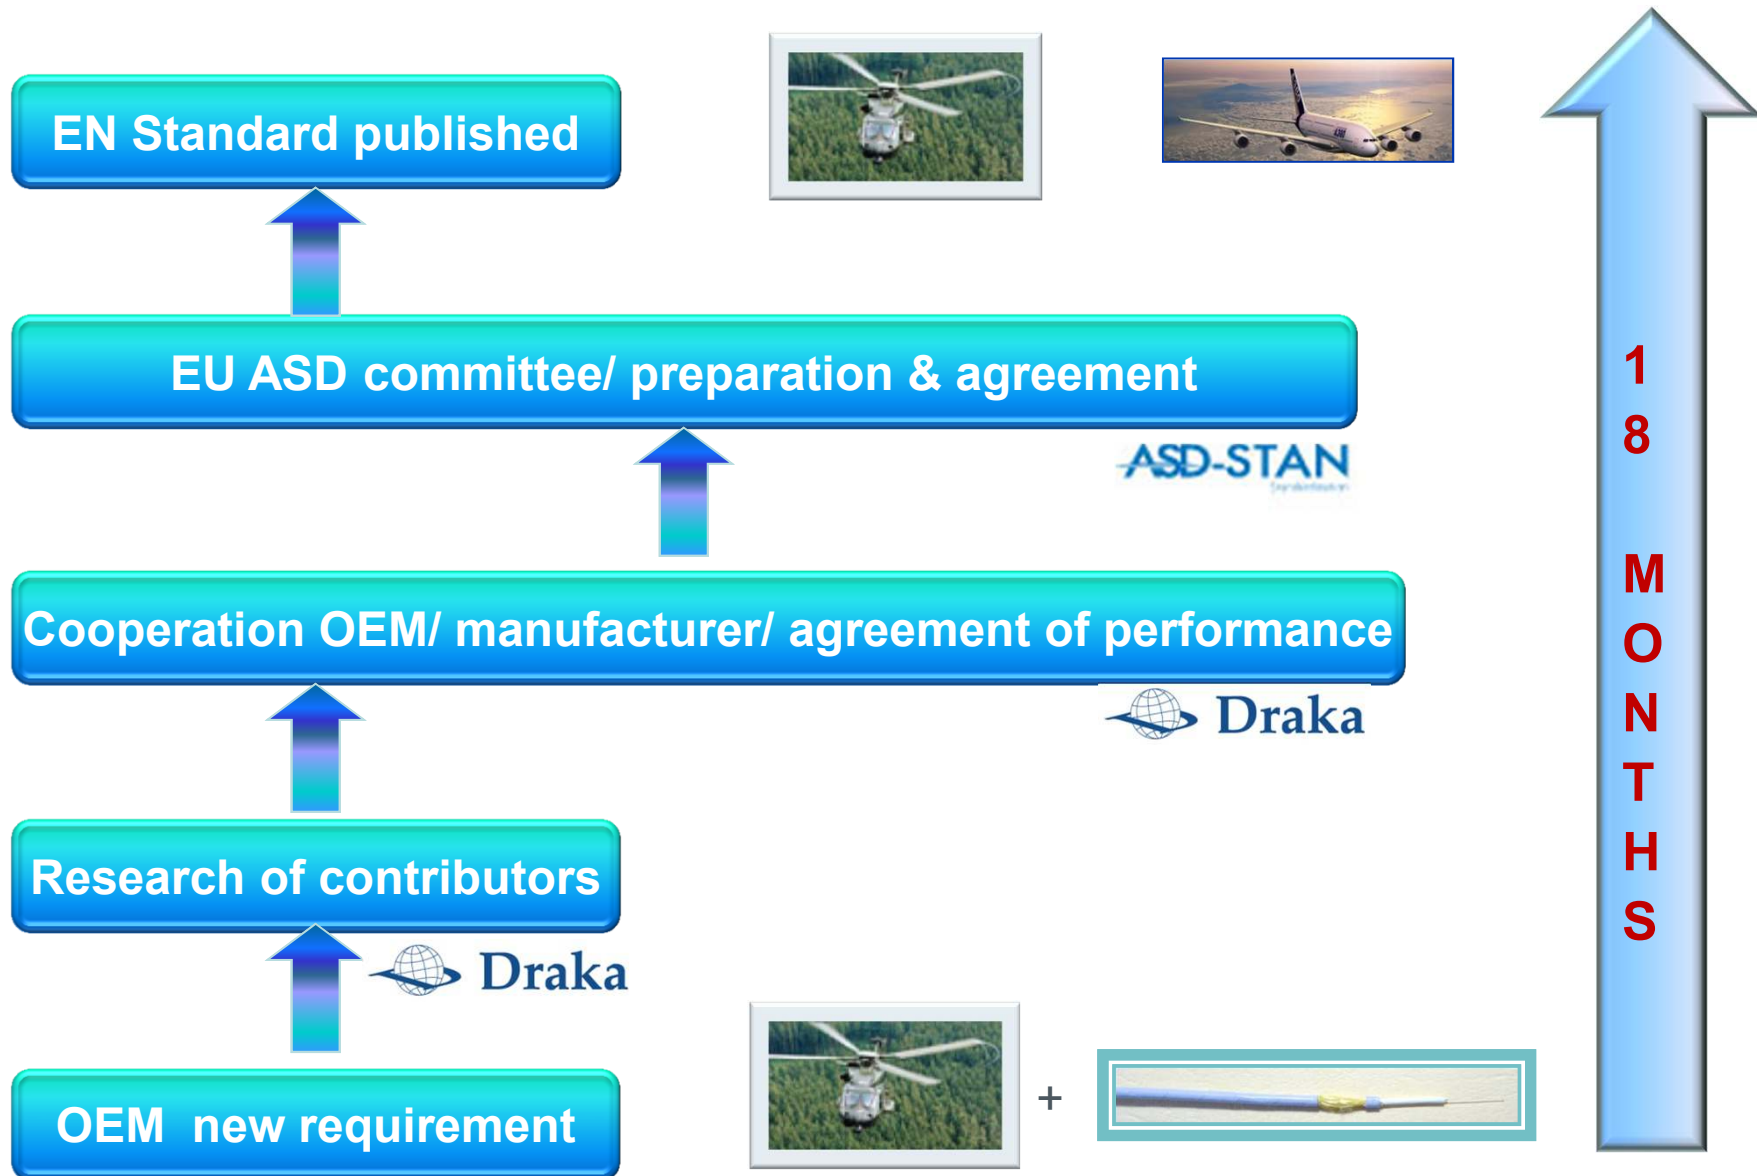 EN Standard published
EU ASD committee/ preparation & agreement
ASD-STAN
Cooperation OEM/ manufacturer/ agreement of performance
Draka
Research of contributors
Draka
OEM  new requirement
+
1
8
M
O
N
T
H
S